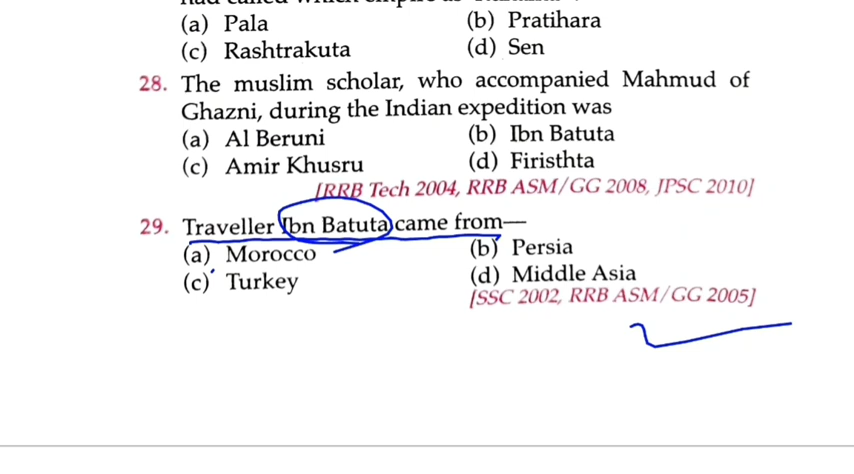 (a) Pala (b) Pratihara
(c) Rashtrakuta (d) Sen
28. The muslim scholar, who accompanied Mahmud of
Ghazni, during the Indian expedition was
(a) Al Beruni (b) Ibn Batuta
(c) Amir Khusru (d) Firisthta
[RRB Tech 2004, RRB ASM/GG 2008, JPSC 2010]
29. Traveller Ibn Batuta came from—
(a) Morocco (b) Persia
(c) Turkey (d) Middle Asia
[SSC 2002, RRB ASM/GG 2005]